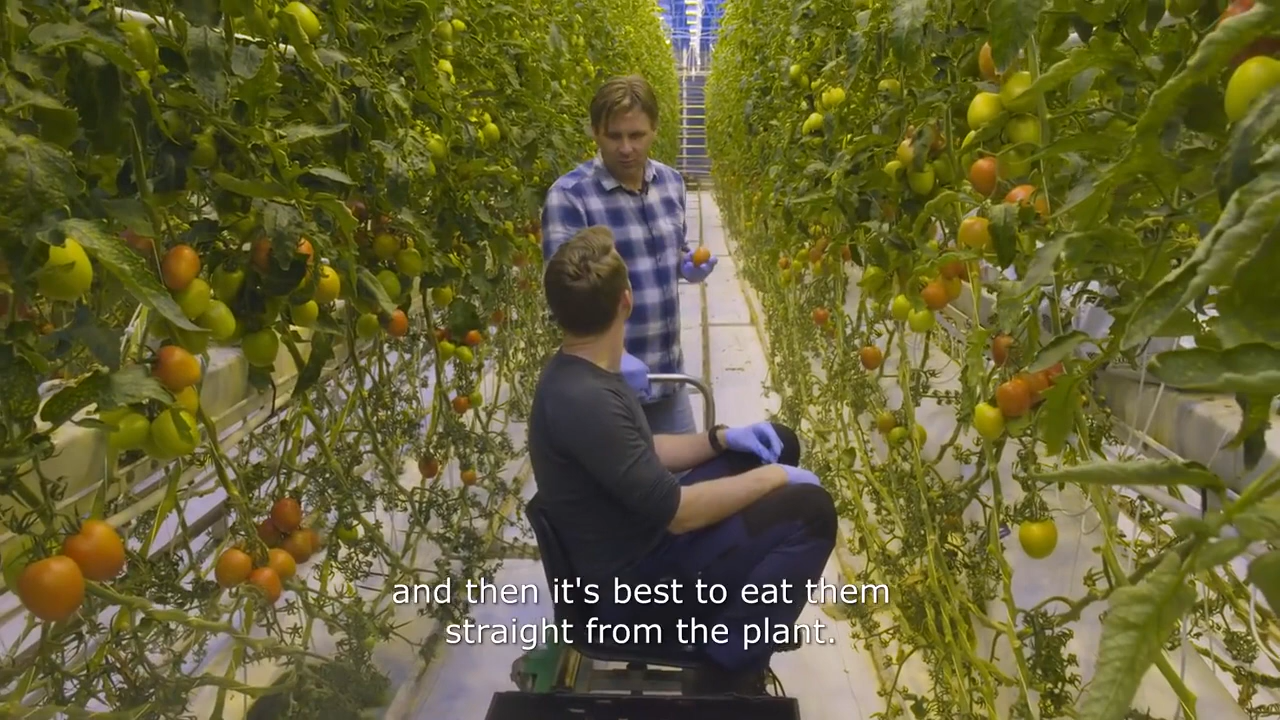 and then it's best to eat them
straight from the plant.